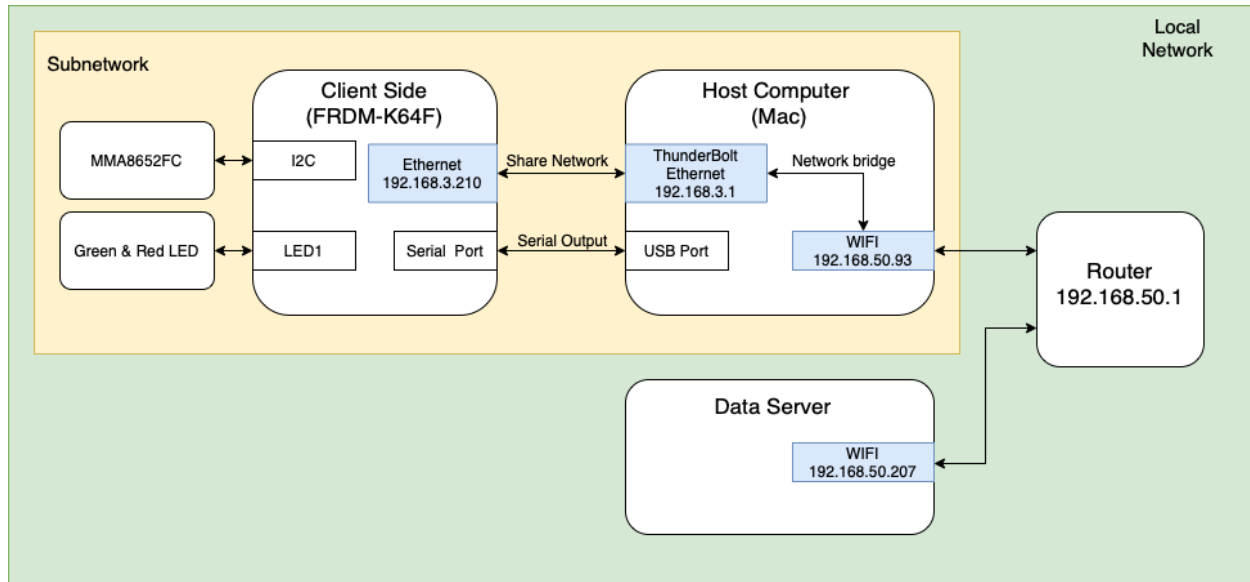 Local
Network
Subnetwork
Client Side
(FRDM-K64F)
Host Computer
(Mac)
MMA8652FC
I2C
Ethernet
192.168.3.210
Share Network
ThunderBolt
Ethernet
192.168.3.1
Network bridge
Green & Red LED
LED1
Serial Port
Serial Output
USB Port
WIFI
192.168.50.93
Router
192.168.50.1
Data Server
WIFI
192.168.50.207